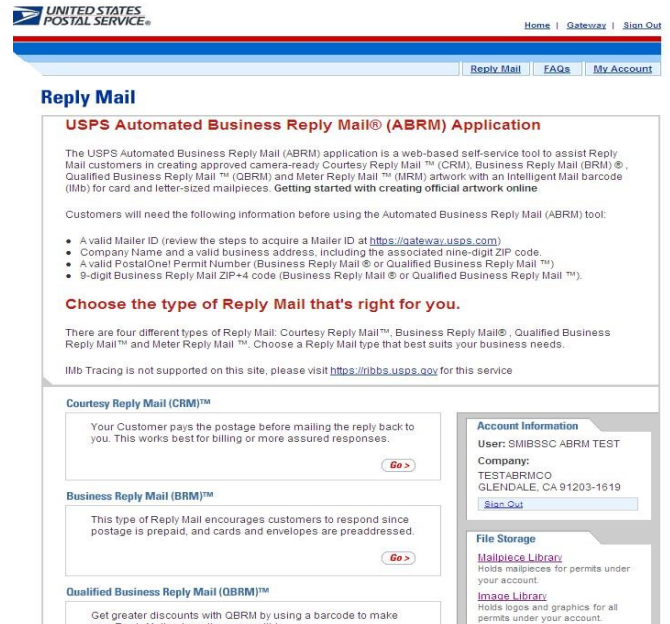 UNITED STATES
POSTAL SERVICE®
Home | Gateway | Sign Out
Reply Mail FAQs My Account
Reply Mail
USPS Automated Business Reply Mail® (ABRM) Application
The USPS Automated Business Reply Mail (ABRM) application is a web-based self-service tool to assist Reply
Mail customers in creating approved camera-ready Courtesy Reply Mail ™ (CRM), Business Reply Mail (BRM) ® ,
Qualified Business Reply Mail ™ (QBRM) and Meter Reply Mail ™ (MRM) artwork with an Intelligent Mail barcode
(IMb) for card and letter-sized mailpieces. Getting started with creating official artwork online.
Customers will need the following information before using the Automated Business Reply Mail (ABRM) tool:
• A valid Mailer ID (review the steps to acquire a Mailer ID at https://gateway.usps.com)
• Company Name and a valid business address, including the associated nine-digit ZIP code.
• A valid PostalOne! Permit Number (Business Reply Mail ® or Qualified Business Reply Mail ™)
• 9-digit Business Reply Mail ZIP+4 code (Business Reply Mail ® or Qualified Business Reply Mail ™).
Choose the type of Reply Mail that's right for you.
There are four different types of Reply Mail: Courtesy Reply Mail™, Business Reply Mail® , Qualified Business
Reply Mail™ and Meter Reply Mail ™. Choose a Reply Mail type that best suits your business needs.
IMb Tracing is not supported on this site, please visit https://ribbs.usps.gov for this service
Courtesy Reply Mail (CRM)™
Your Customer pays the postage before mailing the reply back to
you. This works best for billing or more assured responses.
Go >
Business Reply Mail (BRM)™
This type of Reply Mail encourages customers to respond since
postage is prepaid, and cards and envelopes are preaddressed.
Go >
Qualified Business Reply Mail (QBRM)™
Get greater discounts with QBRM by using a barcode to make
Account Information
User: SMIBSSC ABRM TEST
Company:
TESTABRMCO
GLENDALE, CA 91203-1619
Sign Out
File Storage
Mailpiece Library
Holds mailpieces for permits under
your account.
Image Library
Holds logos and graphics for all
permits under your account.